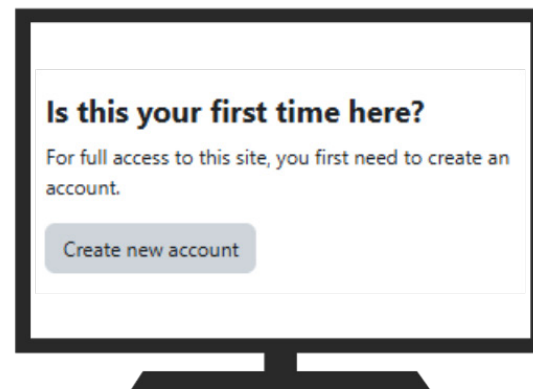 Is this your first time here?
For full access to this site, you first need to create an
account.
Create new account